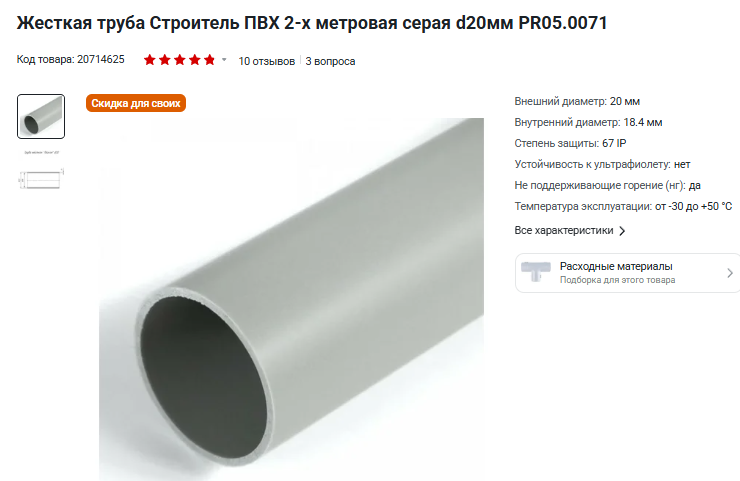 Жесткая труба Строитель ПВХ 2-х метровая серая d20мм PR05.0071
Код товара: 20714625
10 отзывов
3 вопроса
Скидка для своих
Внешний диаметр: 20 мм
Внутренний диаметр: 18.4 мм
Степень защиты: 67 IP
Устойчивость к ультрафиолету: нет
Не поддерживающие горение (нг): да
Температура эксплуатации: от -30 до +50 °C
Все характеристики
Расходные материалы
Подборка для этого товара